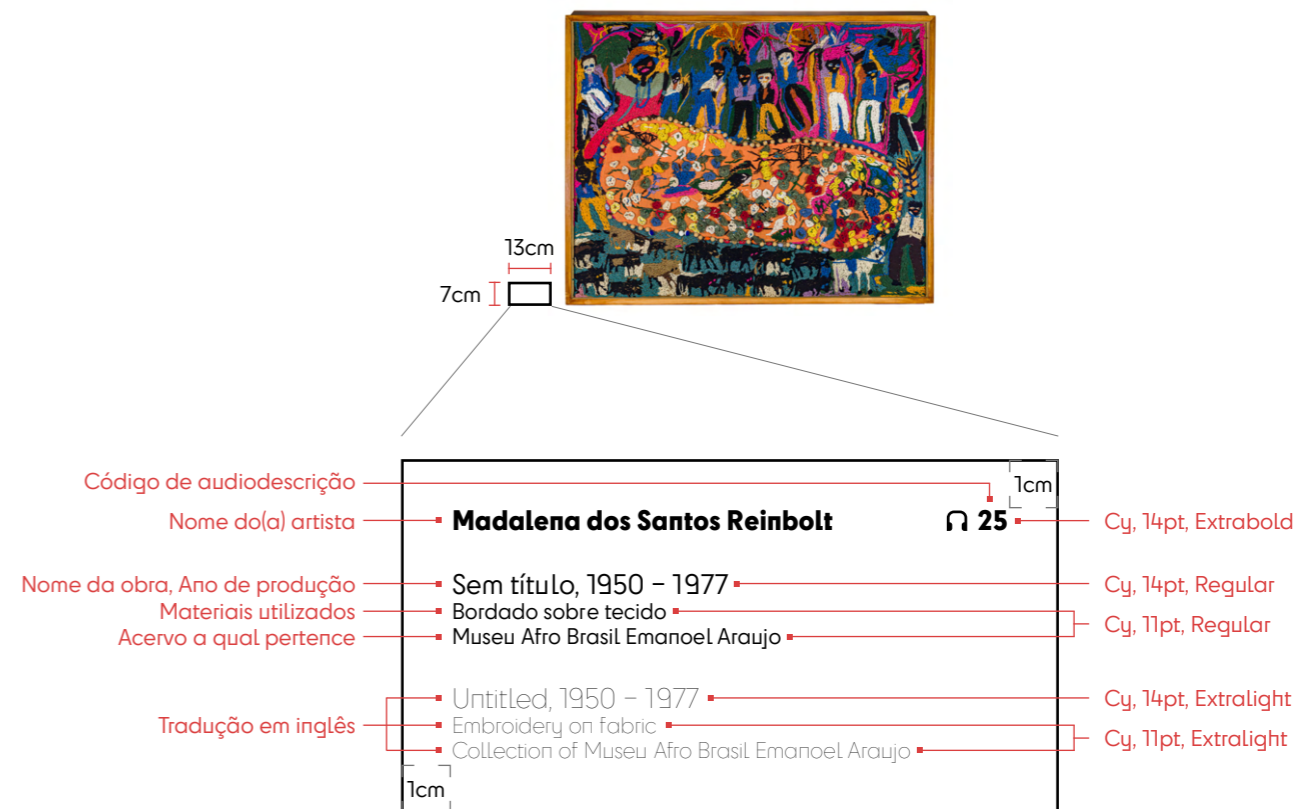 13cm
7cm
Código de audiodescrição
1cm
Nome do(a) artista
Madalena dos Santos Reinbolt
25
Cy, 14pt, Extrabold
Nome da obra, Ano de produção
Sem título, 1950 – 1977
Cy, 14pt, Regular
Materiais utilizados
Bordado sobre tecido
Cy, 11pt, Regular
Acervo a qual pertence
Museu Afro Brasil Emanoel Araujo
Untitled, 1950 – 1977
Cy, 14pt, Extralight
Tradução em inglês
Embroidery on fabric
Cy, 11pt, Extralight
Collection of Museu Afro Brasil Emanoel Araujo
1cm